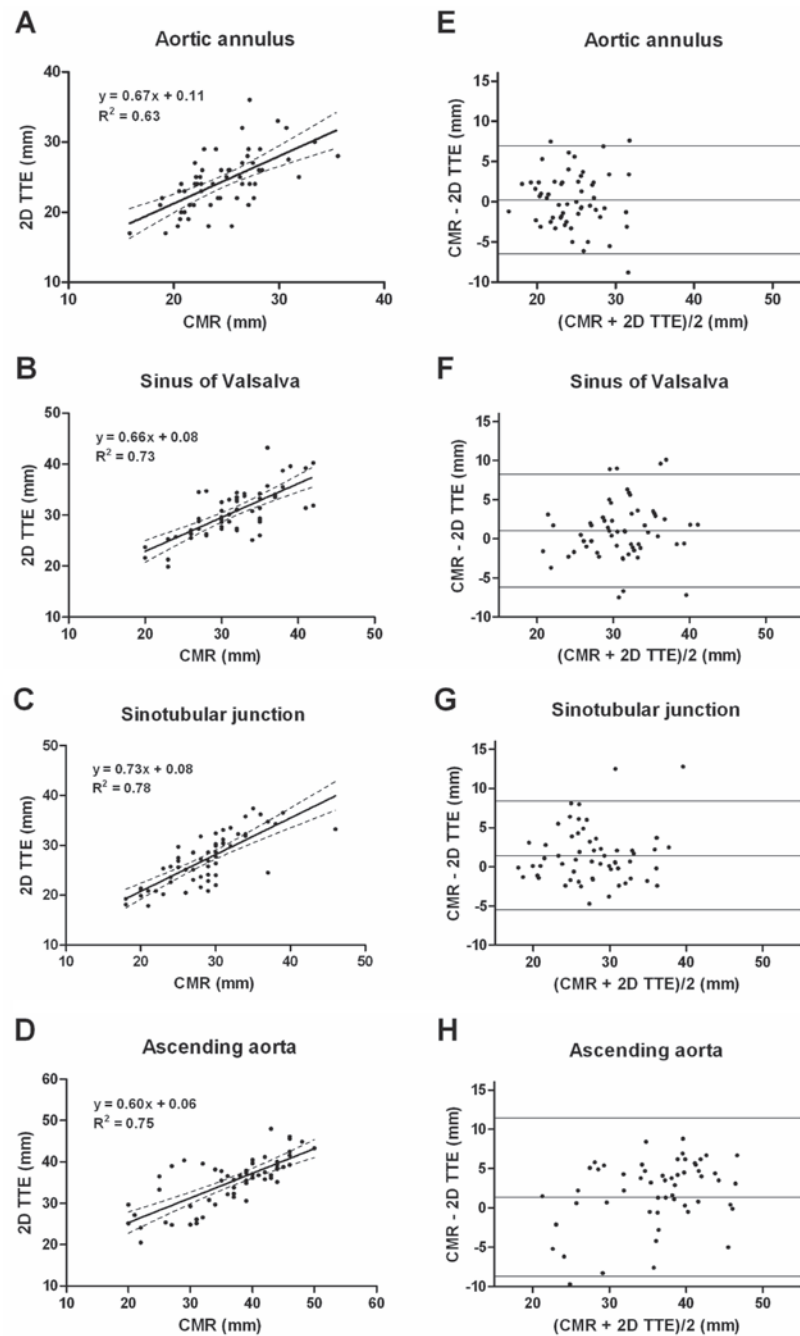 A
Aortic annulus
y = 0.67x + 0.11
R² = 0.63
2D TTE (mm)
40
30
20
10
10 20 30 40
CMR (mm)
E
Aortic annulus
CMR - 2D TTE (mm)
15
10
5
0
-5
-10
20 30 40 50
(CMR + 2D TTE)/2 (mm)
B
Sinus of Valsalva
y = 0.66x + 0.08
R² = 0.73
2D TTE (mm)
50
40
30
20
10
10 20 30 40 50
CMR (mm)
F
Sinus of Valsalva
CMR - 2D TTE (mm)
15
10
5
0
-5
-10
20 30 40 50
(CMR + 2D TTE)/2 (mm)
C
Sinotubular junction
y = 0.73x + 0.08
R² = 0.78
2D TTE (mm)
50
40
30
20
10
10 20 30 40 50
CMR (mm)
G
Sinotubular junction
CMR - 2D TTE (mm)
15
10
5
0
-5
-10
20 30 40 50
(CMR + 2D TTE)/2 (mm)
D
Ascending aorta
y = 0.60x + 0.06
R² = 0.75
2D TTE (mm)
60
50
40
30
20
10
10 20 30 40 50 60
CMR (mm)
H
Ascending aorta
CMR - 2D TTE (mm)
15
10
5
0
-5
-10
20 30 40 50
(CMR + 2D TTE)/2 (mm)